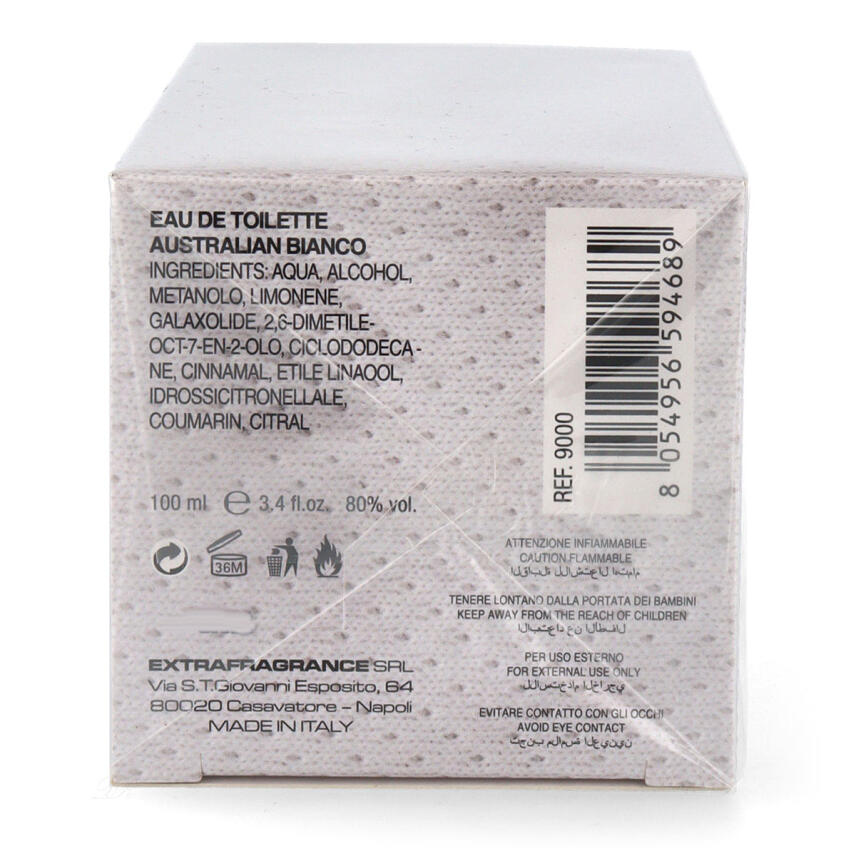 EAU DE TOILETTE
AUSTRALIAN BIANCO
INGREDIENTS: AQUA, ALCOHOL,
METANOLO, LIMONENE,
GALAXOLIDE, 2,6-DIMETILE-
OCT-7-EN-2-OLO, CICLODODECA -
NE, CINNAMAL, ETILE LINAOOL,
IDROSSICITRONELLALE,
COUMARIN, CITRAL
100 ml ℮ 3.4 fl.oz. 80% vol.
36M
EXTRAFRAGRANCE SRL
Via S.T.Giovanni Esposito, 64
80020 Casavatore – Napoli
MADE IN ITALY
REF. 9000
8 054956 594689
ATTENZIONE INFIAMMABILE
CAUTION FLAMMABLE
TENERE LONTANO DALLA PORTATA DEI BAMBINI
KEEP AWAY FROM THE REACH OF CHILDREN
PER USO ESTERNO
FOR EXTERNAL USE ONLY
EVITARE CONTATTO CON GLI OCCHI
AVOID EYE CONTACT